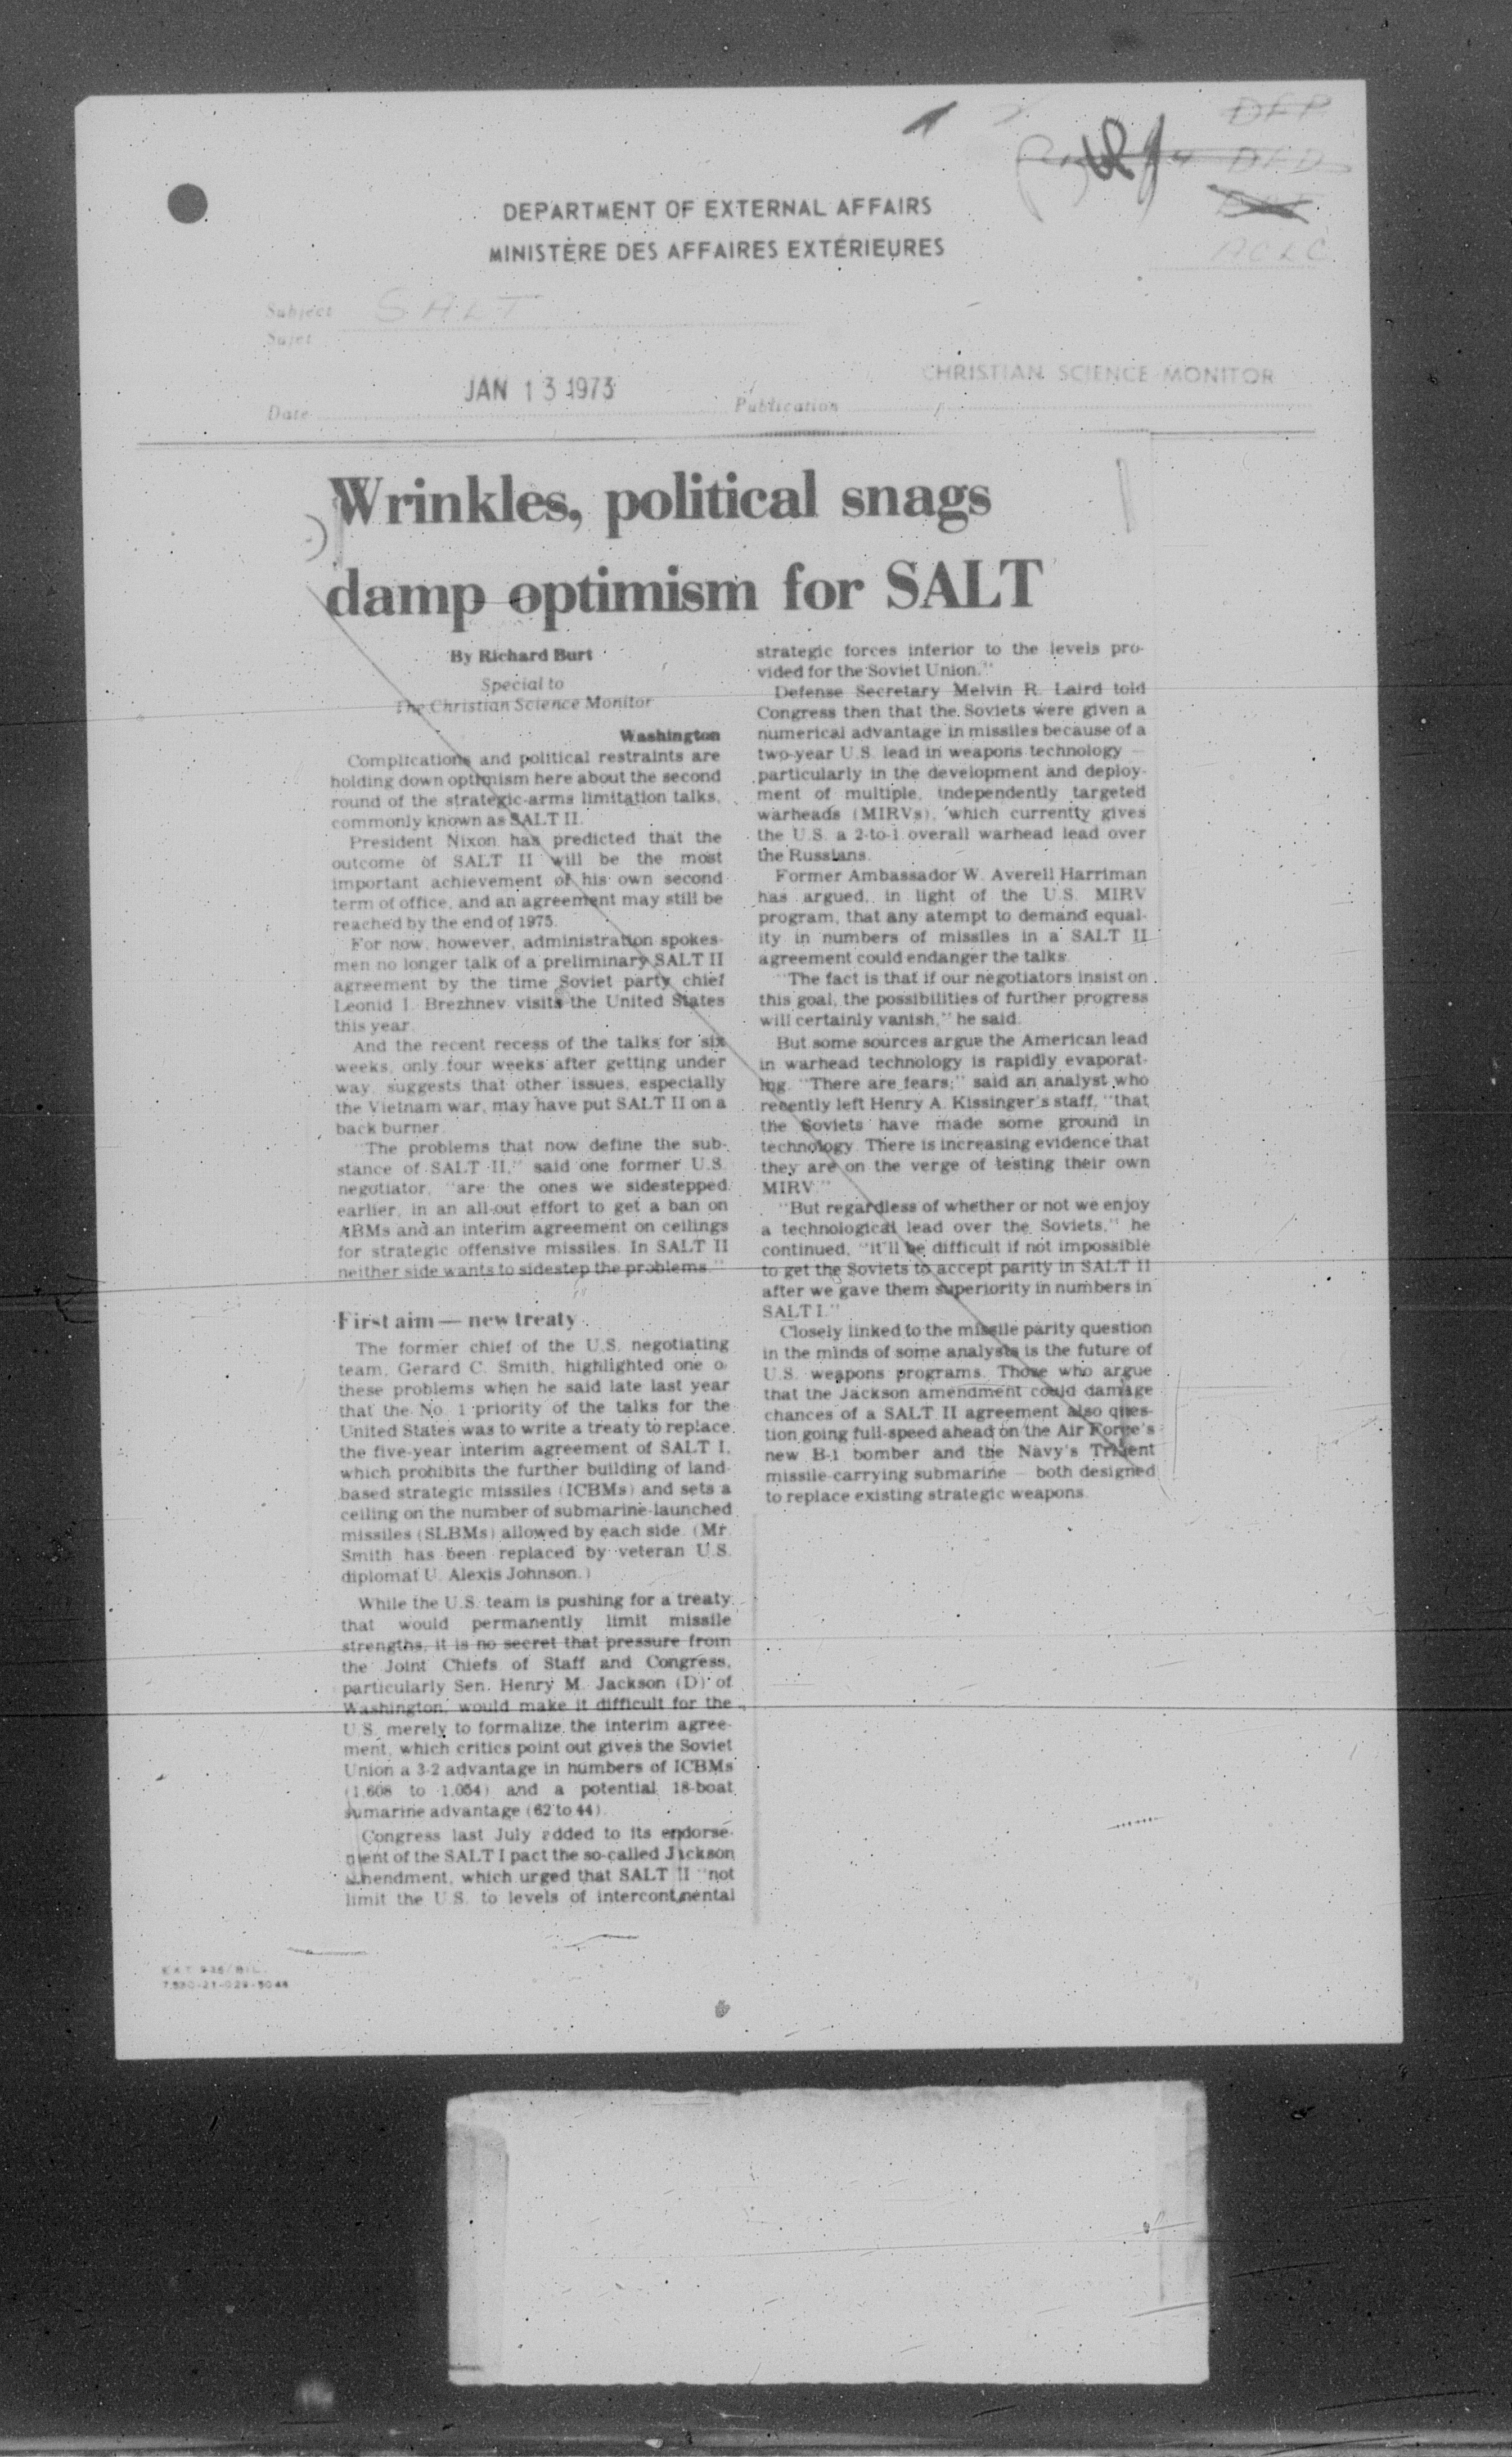 DFP
DFD
ACLC
DEPARTMENT OF EXTERNAL AFFAIRS
MINISTÈRE DES AFFAIRES EXTÉRIEURES
Subject SALT
Sujet
JAN 13 1973
CHRISTIAN SCIENCE MONITOR
Date
Publication
Wrinkles, political snags
damp optimism for SALT
By Richard Burt
Special to
The Christian Science Monitor
Washington
Complications and political restraints are
holding down optimism here about the second
round of the strategic-arms limitation talks,
commonly known as SALT II.
President Nixon has predicted that the
outcome of SALT II will be the most
important achievement of his own second
term of office, and an agreement may still be
reached by the end of 1975.
For now, however, administration spokes-
men no longer talk of a preliminary SALT II
agreement by the time Soviet party chief
Leonid I. Brezhnev visits the United States
this year.
And the recent recess of the talks for six
weeks, only four weeks after getting under
way, suggests that other issues, especially
the Vietnam war, may have put SALT II on a
back burner.
"The problems that now define the sub-
stance of SALT II," said one former U.S.
negotiator, "are the ones we sidestepped
earlier, in an all-out effort to get a ban on
ABMs and an interim agreement on ceilings
for strategic offensive missiles. In SALT II
neither side wants to sidestep the problems."
First aim — new treaty
The former chief of the U.S. negotiating
team, Gerard C. Smith, highlighted one o
these problems when he said late last year
that the No. 1 priority of the talks for the
United States was to write a treaty to replace
the five-year interim agreement of SALT I,
which prohibits the further building of land-
based strategic missiles (ICBMs) and sets a
ceiling on the number of submarine-launched
missiles (SLBMs) allowed by each side. (Mr.
Smith has been replaced by veteran U.S.
diplomat U. Alexis Johnson.)
While the U.S. team is pushing for a treaty
that would permanently limit missile
strengths, it is no secret that pressure from
the Joint Chiefs of Staff and Congress,
particularly Sen. Henry M. Jackson (D) of
Washington, would make it difficult for the
U.S. merely to formalize the interim agree-
ment, which critics point out gives the Soviet
Union a 3-2 advantage in numbers of ICBMs
(1,608 to 1,054) and a potential 18-boat
sumarine advantage (62 to 44).
Congress last July added to its endorse-
ment of the SALT I pact the so-called Jackson
amendment, which urged that SALT II "not
limit the U.S. to levels of intercontinental
strategic forces inferior to the levels pro-
vided for the Soviet Union."
Defense Secretary Melvin R. Laird told
Congress then that the Soviets were given a
numerical advantage in missiles because of a
two-year U.S. lead in weapons technology —
particularly in the development and deploy-
ment of multiple, independently targeted
warheads (MIRVs), which currently gives
the U.S. a 2-to-1 overall warhead lead over
the Russians.
Former Ambassador W. Averell Harriman
has argued, in light of the U.S. MIRV
program, that any atempt to demand equal-
ity in numbers of missiles in a SALT II
agreement could endanger the talks.
"The fact is that if our negotiators insist on
this goal, the possibilities of further progress
will certainly vanish," he said.
But some sources argue the American lead
in warhead technology is rapidly evaporat-
ing. "There are fears," said an analyst who
recently left Henry A. Kissinger's staff, "that
the Soviets have made some ground in
technology. There is increasing evidence that
they are on the verge of testing their own
MIRV."
"But regardless of whether or not we enjoy
a technological lead over the Soviets," he
continued, "it'll be difficult if not impossible
to get the Soviets to accept parity in SALT II
after we gave them superiority in numbers in
SALT I."
Closely linked to the missile parity question
in the minds of some analysts is the future of
U.S. weapons programs. Those who argue
that the Jackson amendment could damage
chances of a SALT II agreement also ques-
tion going full-speed ahead on the Air Force's
new B-1 bomber and the Navy's Trident
missile-carrying submarine — both designed
to replace existing strategic weapons.
EXT 936/BIL.
7530-21-029-5048